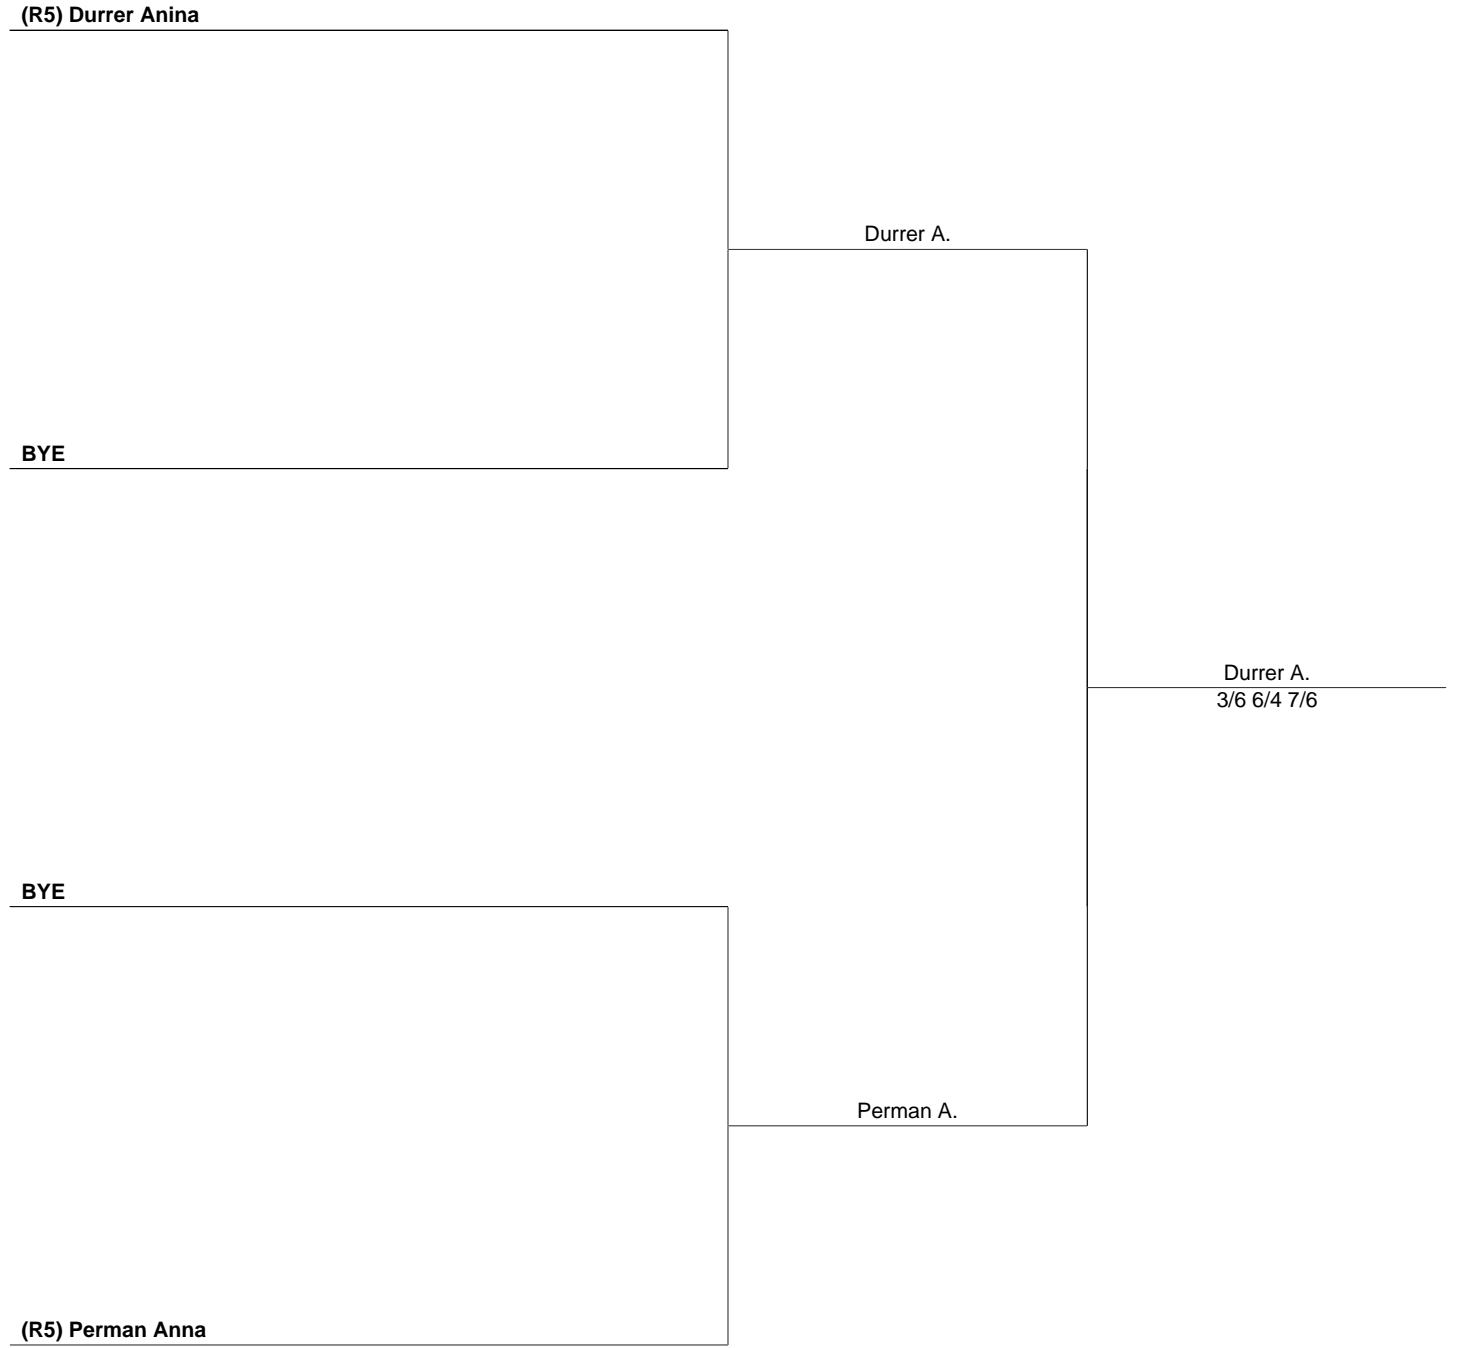 (R5) Durrer Anina
Durrer A.
BYE
Durrer A.
3/6 6/4 7/6
BYE
Perman A.
(R5) Perman Anna